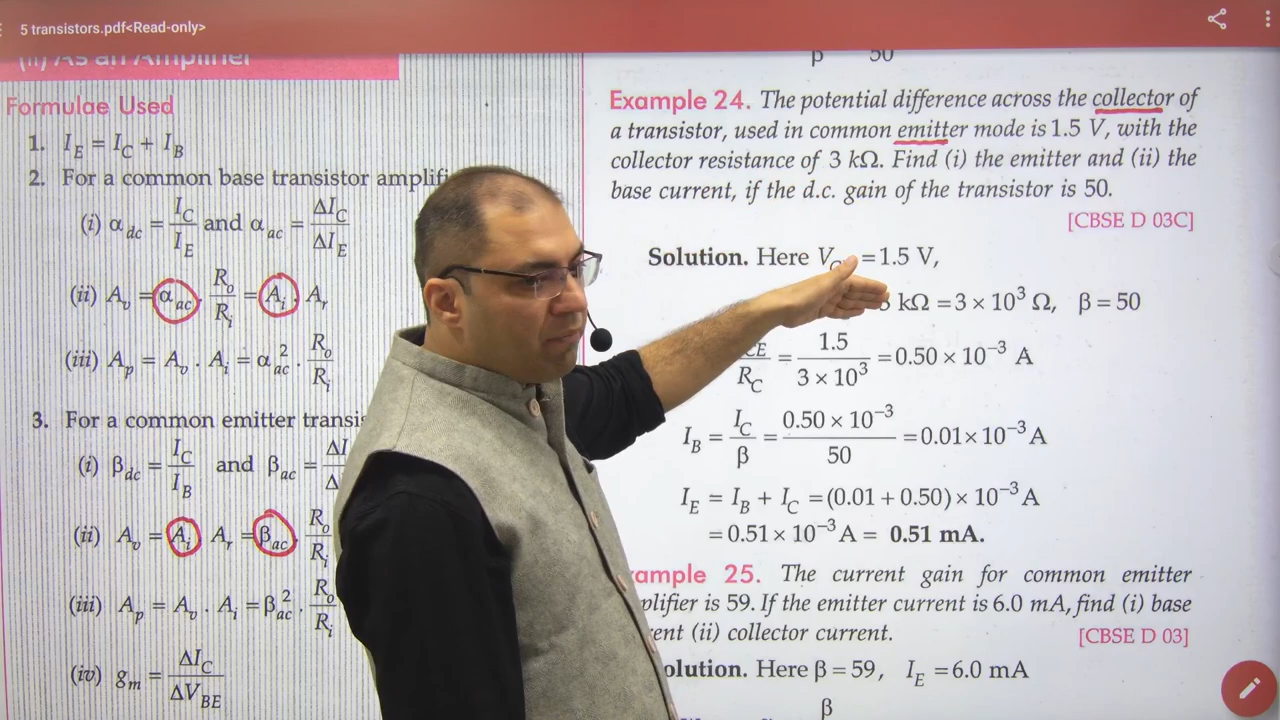 5 transistors.pdf<Read-only>
(ii) As an Amplifier
Formulae Used
1. I_E = I_C + I_B
2. For a common base transistor amplifi
(i) α_dc = I_C/I_E and α_ac = ΔI_C/ΔI_E
(ii) A_v = α_ac · R_o/R_i = A_i · A_r
(iii) A_p = A_v . A_i = α_ac^2 · R_o/R_i
3. For a common emitter transis
(i) β_dc = I_C/I_B and β_ac = ΔI/Δ
(ii) A_v = A_i A_r = β_ac · R_o/R_i
(iii) A_p = A_v . A_i = β_ac^2 · R_o/R_i
(iv) g_m = ΔI_C/ΔV_BE
β 50
Example 24. The potential difference across the collector of
a transistor, used in common emitter mode is 1.5 V, with the
collector resistance of 3 kΩ. Find (i) the emitter and (ii) the
base current, if the d.c. gain of the transistor is 50.
[CBSE D 03C]
Solution. Here V_C = 1.5 V,
3 kΩ = 3 × 10^3 Ω, β = 50
CE/R_C = 1.5/(3 × 10^3) = 0.50 × 10^−3 A
I_B = I_C/β = (0.50 × 10^−3)/50 = 0.01 × 10^−3 A
I_E = I_B + I_C = (0.01 + 0.50) × 10^−3 A
= 0.51 × 10^−3 A = 0.51 mA.
ample 25. The current gain for common emitter
plifier is 59. If the emitter current is 6.0 mA, find (i) base
ent (ii) collector current.
[CBSE D 03]
olution. Here β = 59, I_E = 6.0 mA
β